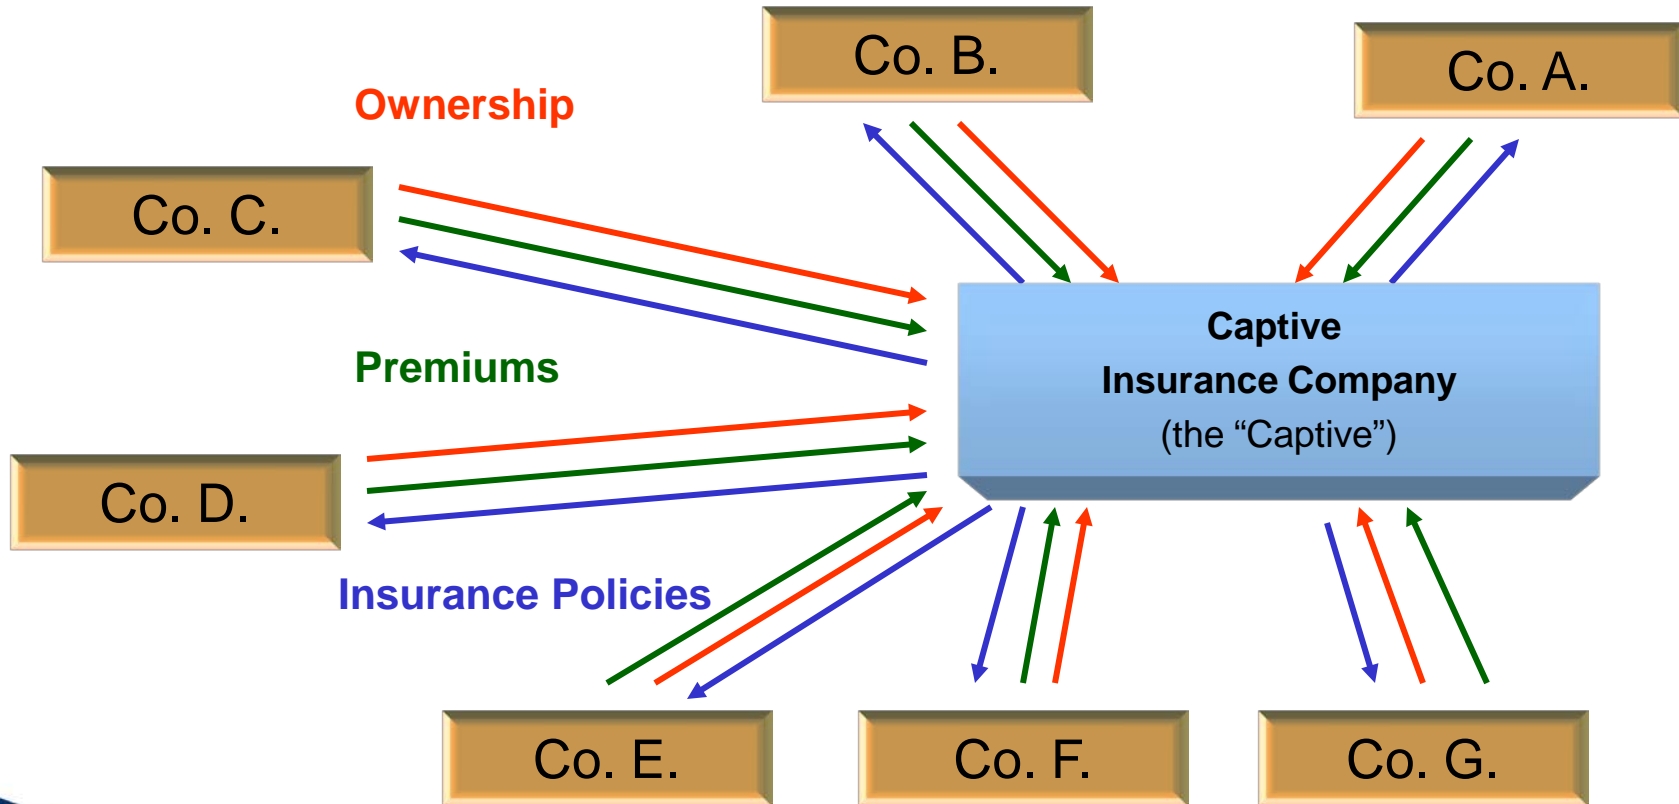 Co. B.
Co. A.
Ownership
Co. C.
Captive
Insurance Company
(the “Captive”)
Premiums
Co. D.
Insurance Policies
Co. E.
Co. F.
Co. G.